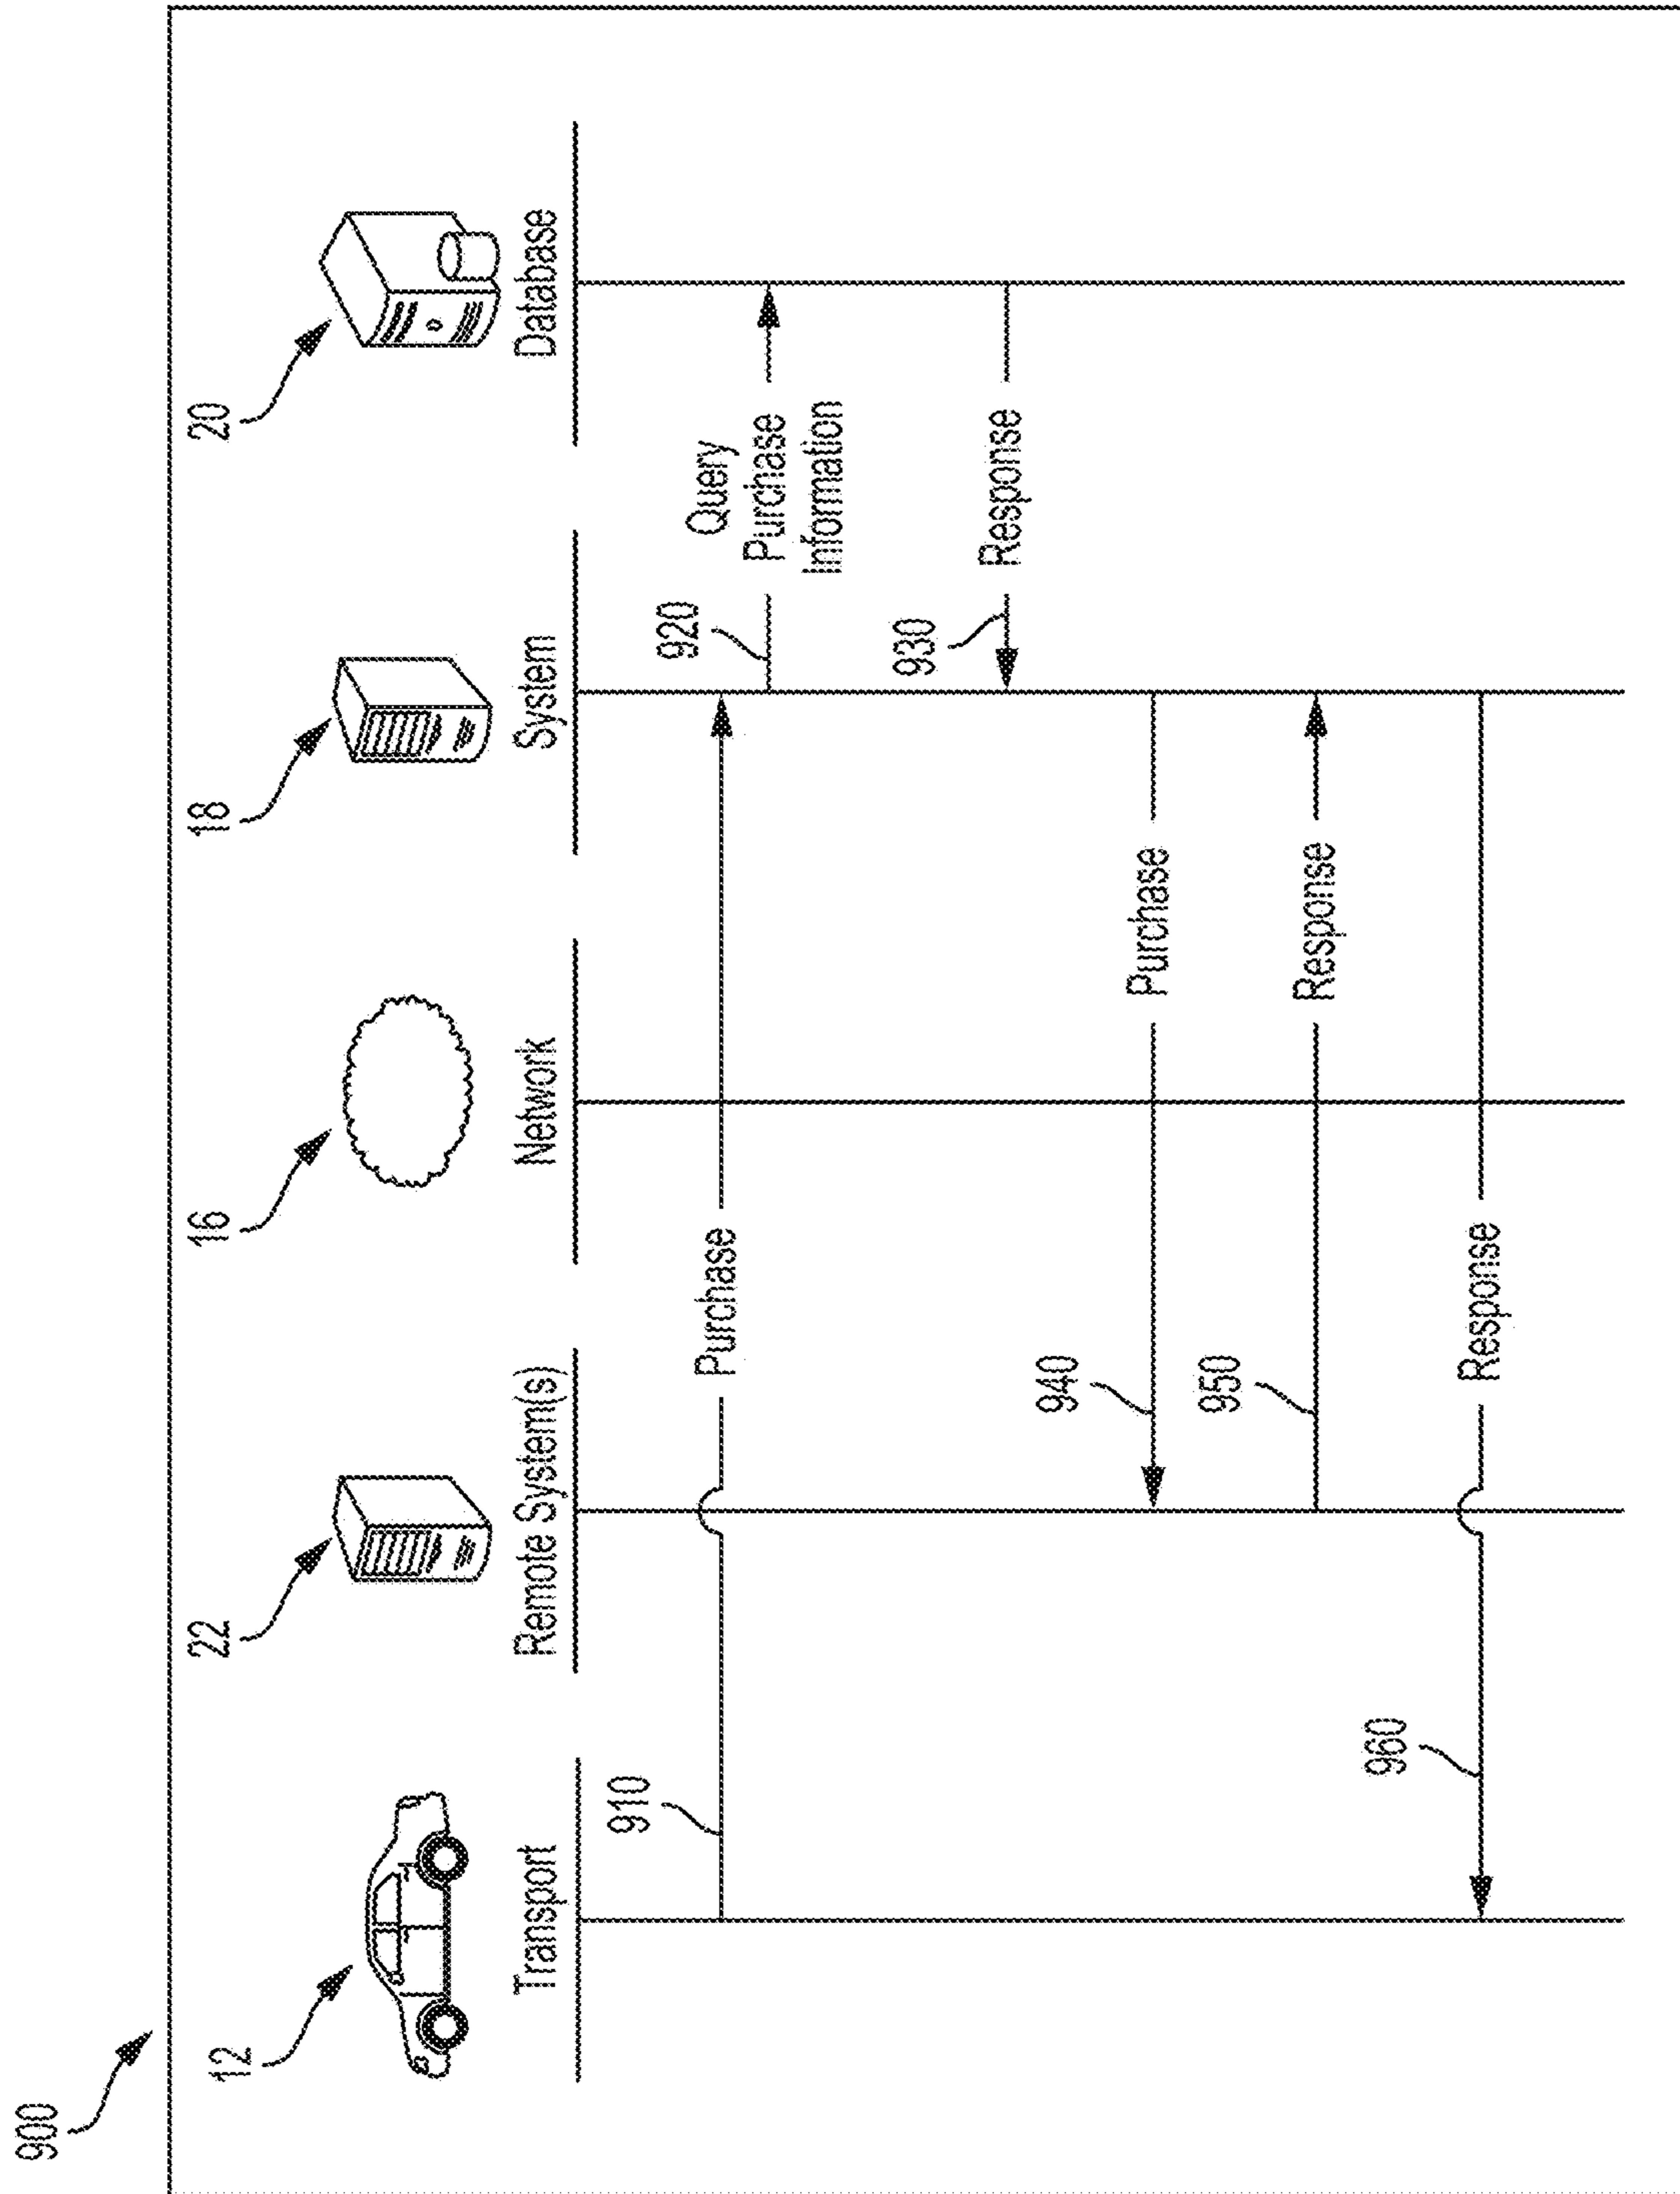 900
12
22
16
18
20
Transport
Remote System(s)
Network
System
Database
910
Purchase
920
Query
Purchase
Information
930
Response
940
Purchase
950
Response
960
Response